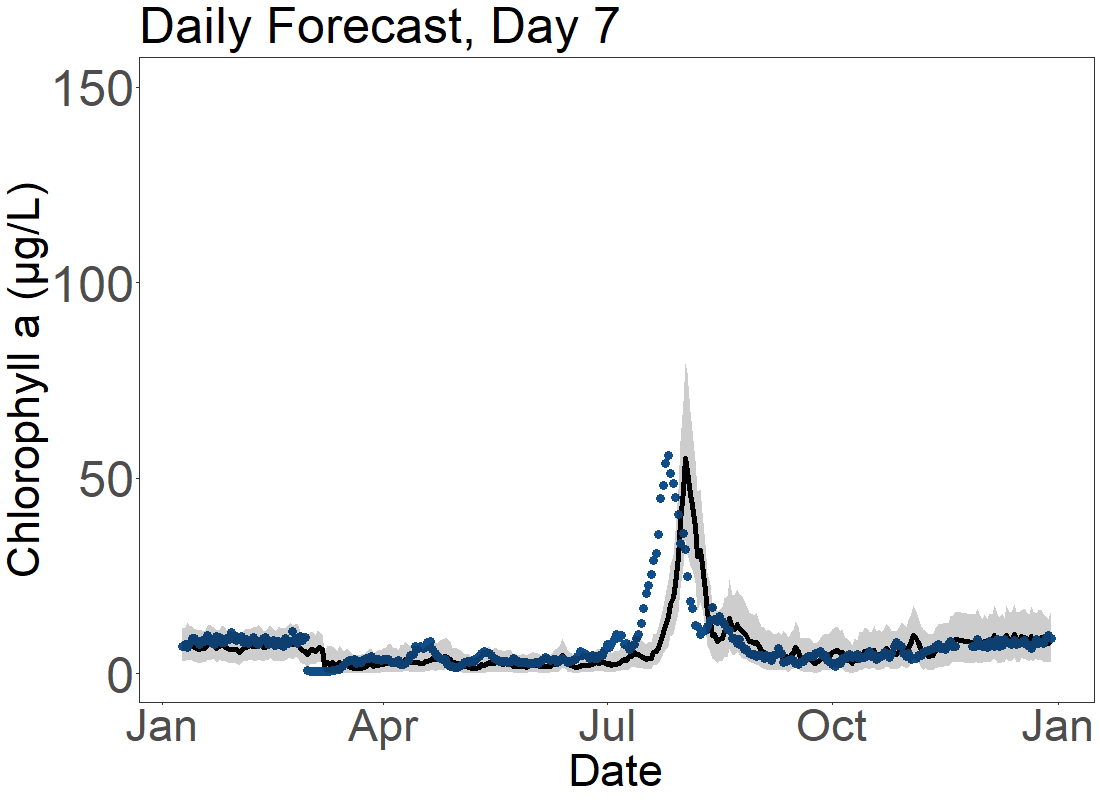 Daily Forecast, Day 7
Chlorophyll a (µg/L)
150
100
50
0
Jan Apr Jul Oct Jan
Date